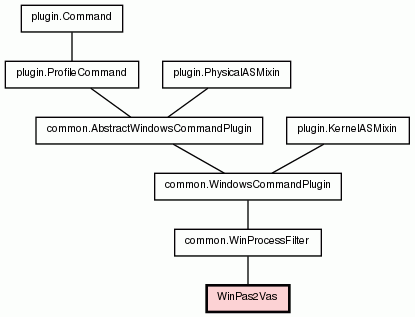 plugin.Command
plugin.ProfileCommand
plugin.PhysicalASMixin
common.AbstractWindowsCommandPlugin
plugin.KernelASMixin
common.WindowsCommandPlugin
common.WinProcessFilter
WinPas2Vas